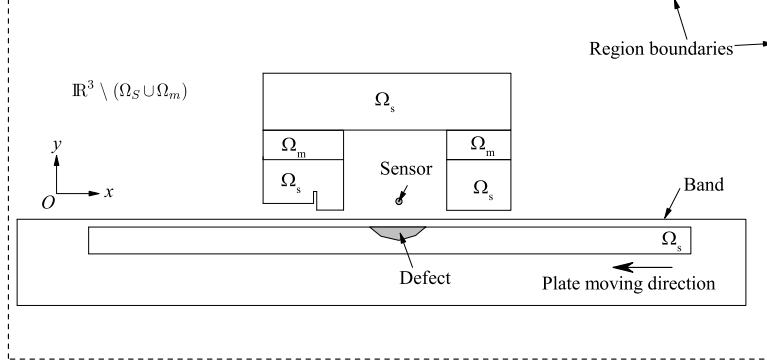 Region boundaries
ℝ³ \ (Ω_S ∪ Ω_m)
Ω_s
Ω_m
Ω_m
Sensor
Ω_s
Ω_s
y
O
x
Band
Ω_s
Defect
Plate moving direction